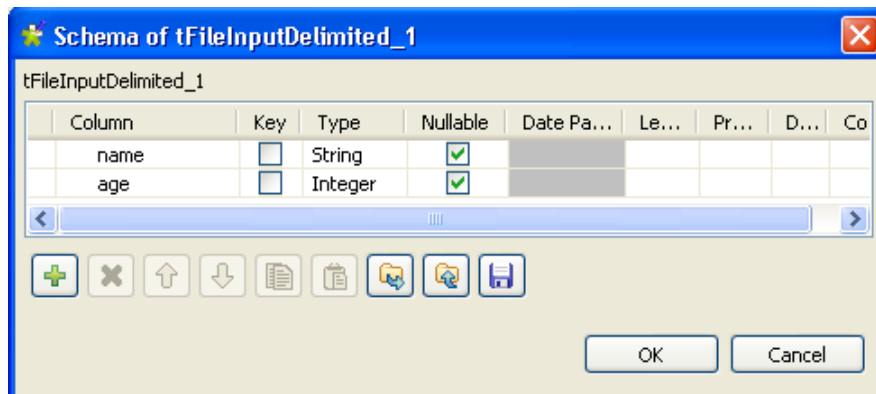 Schema of tFileInputDelimited_1
tFileInputDelimited_1
Column Key Type Nullable Date Pa... Le... Pr... D... Co
name String
age Integer
OK Cancel